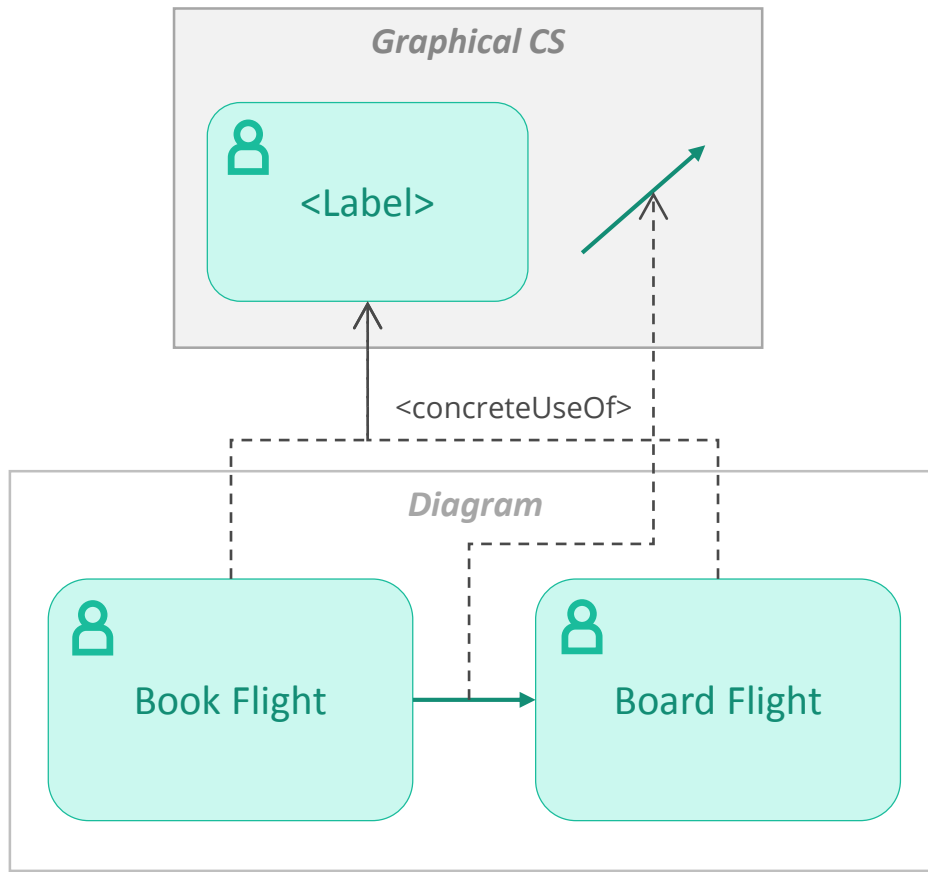 Graphical CS
<Label>
<concreteUseOf>
Diagram
Book Flight
Board Flight